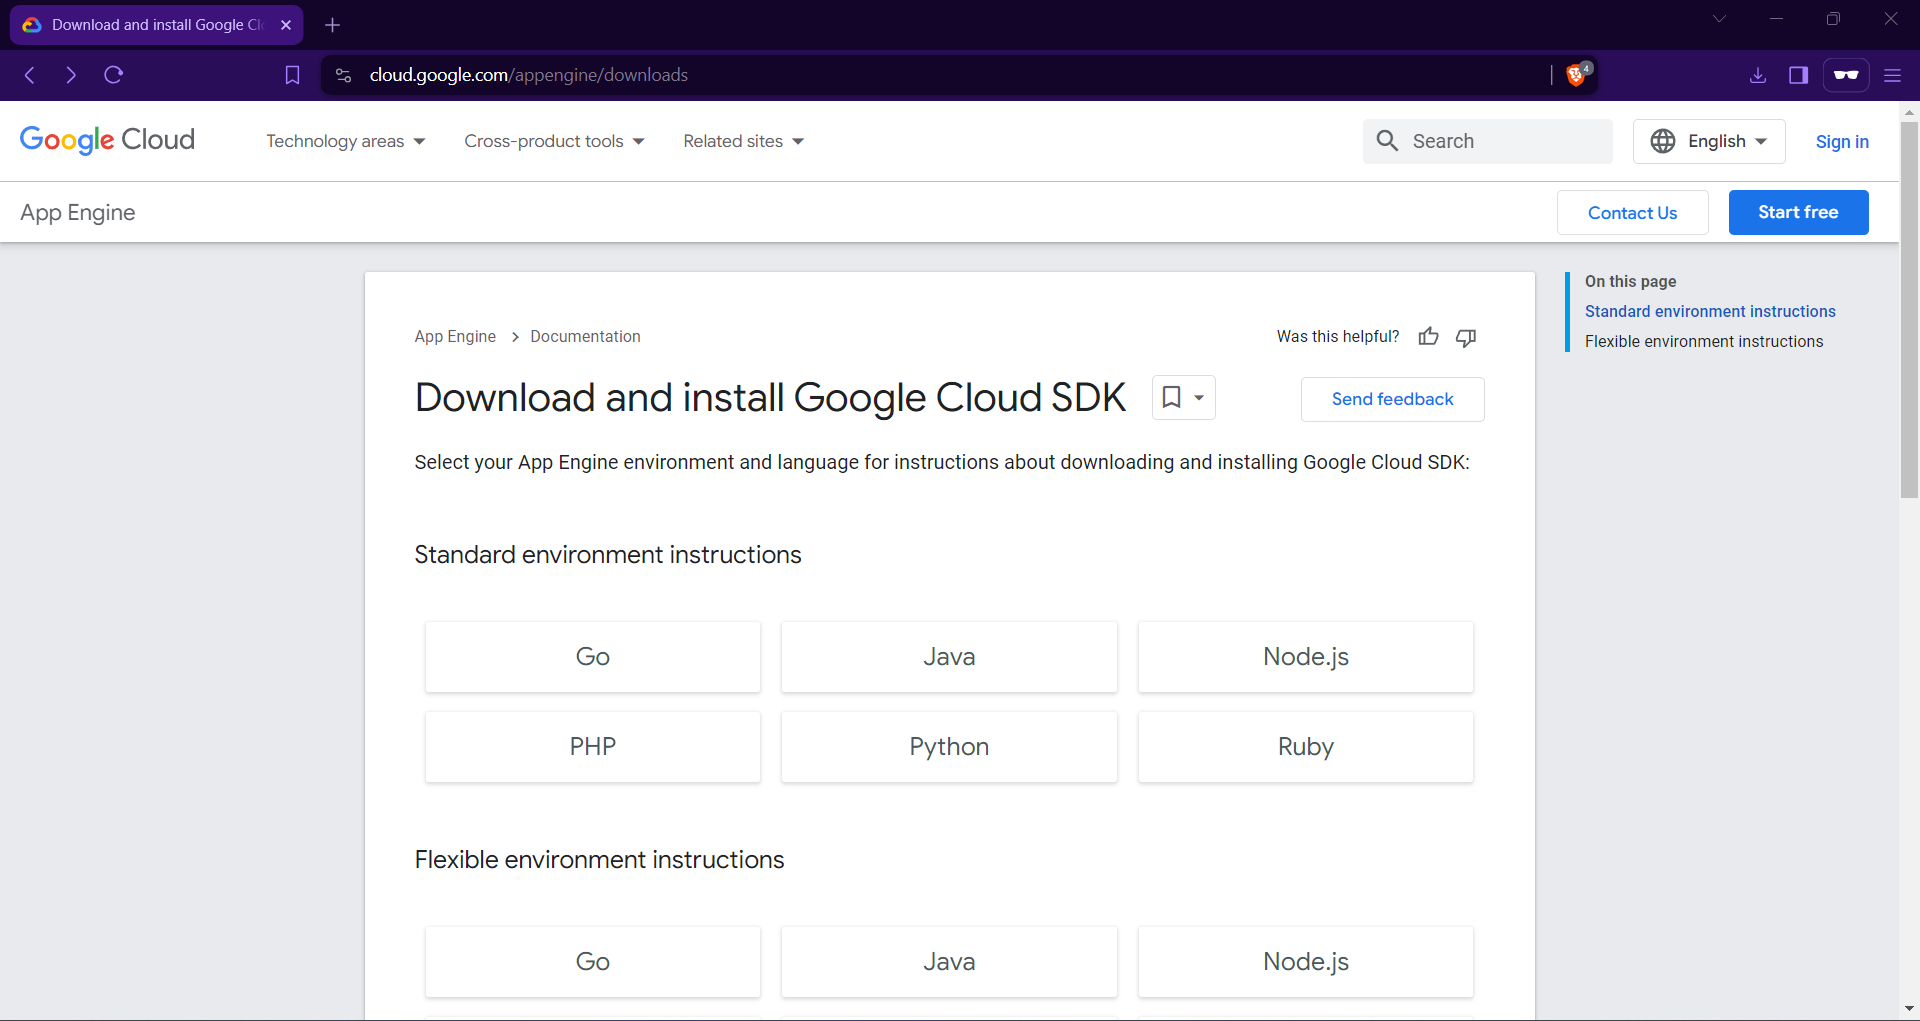 Download and install Google Cl
cloud.google.com/appengine/downloads
4
Google Cloud
Technology areas
Cross-product tools
Related sites
Search
English
Sign in
App Engine
Contact Us
Start free
App Engine > Documentation
Was this helpful?
Download and install Google Cloud SDK
Send feedback
Select your App Engine environment and language for instructions about downloading and installing Google Cloud SDK:
Standard environment instructions
Go
Java
Node.js
PHP
Python
Ruby
Flexible environment instructions
Go
Java
Node.js
On this page
Standard environment instructions
Flexible environment instructions